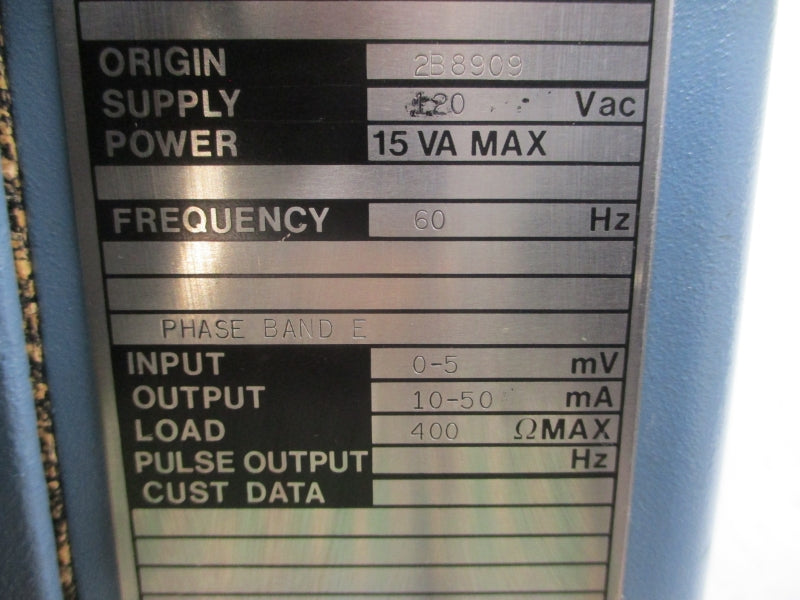 ORIGIN 2B8909
SUPPLY 120 Vac
POWER 15 VA MAX
FREQUENCY 60 Hz
PHASE BAND E
INPUT 0-5 mV
OUTPUT 10-50 mA
LOAD 400 ΩMAX
PULSE OUTPUT Hz
CUST DATA